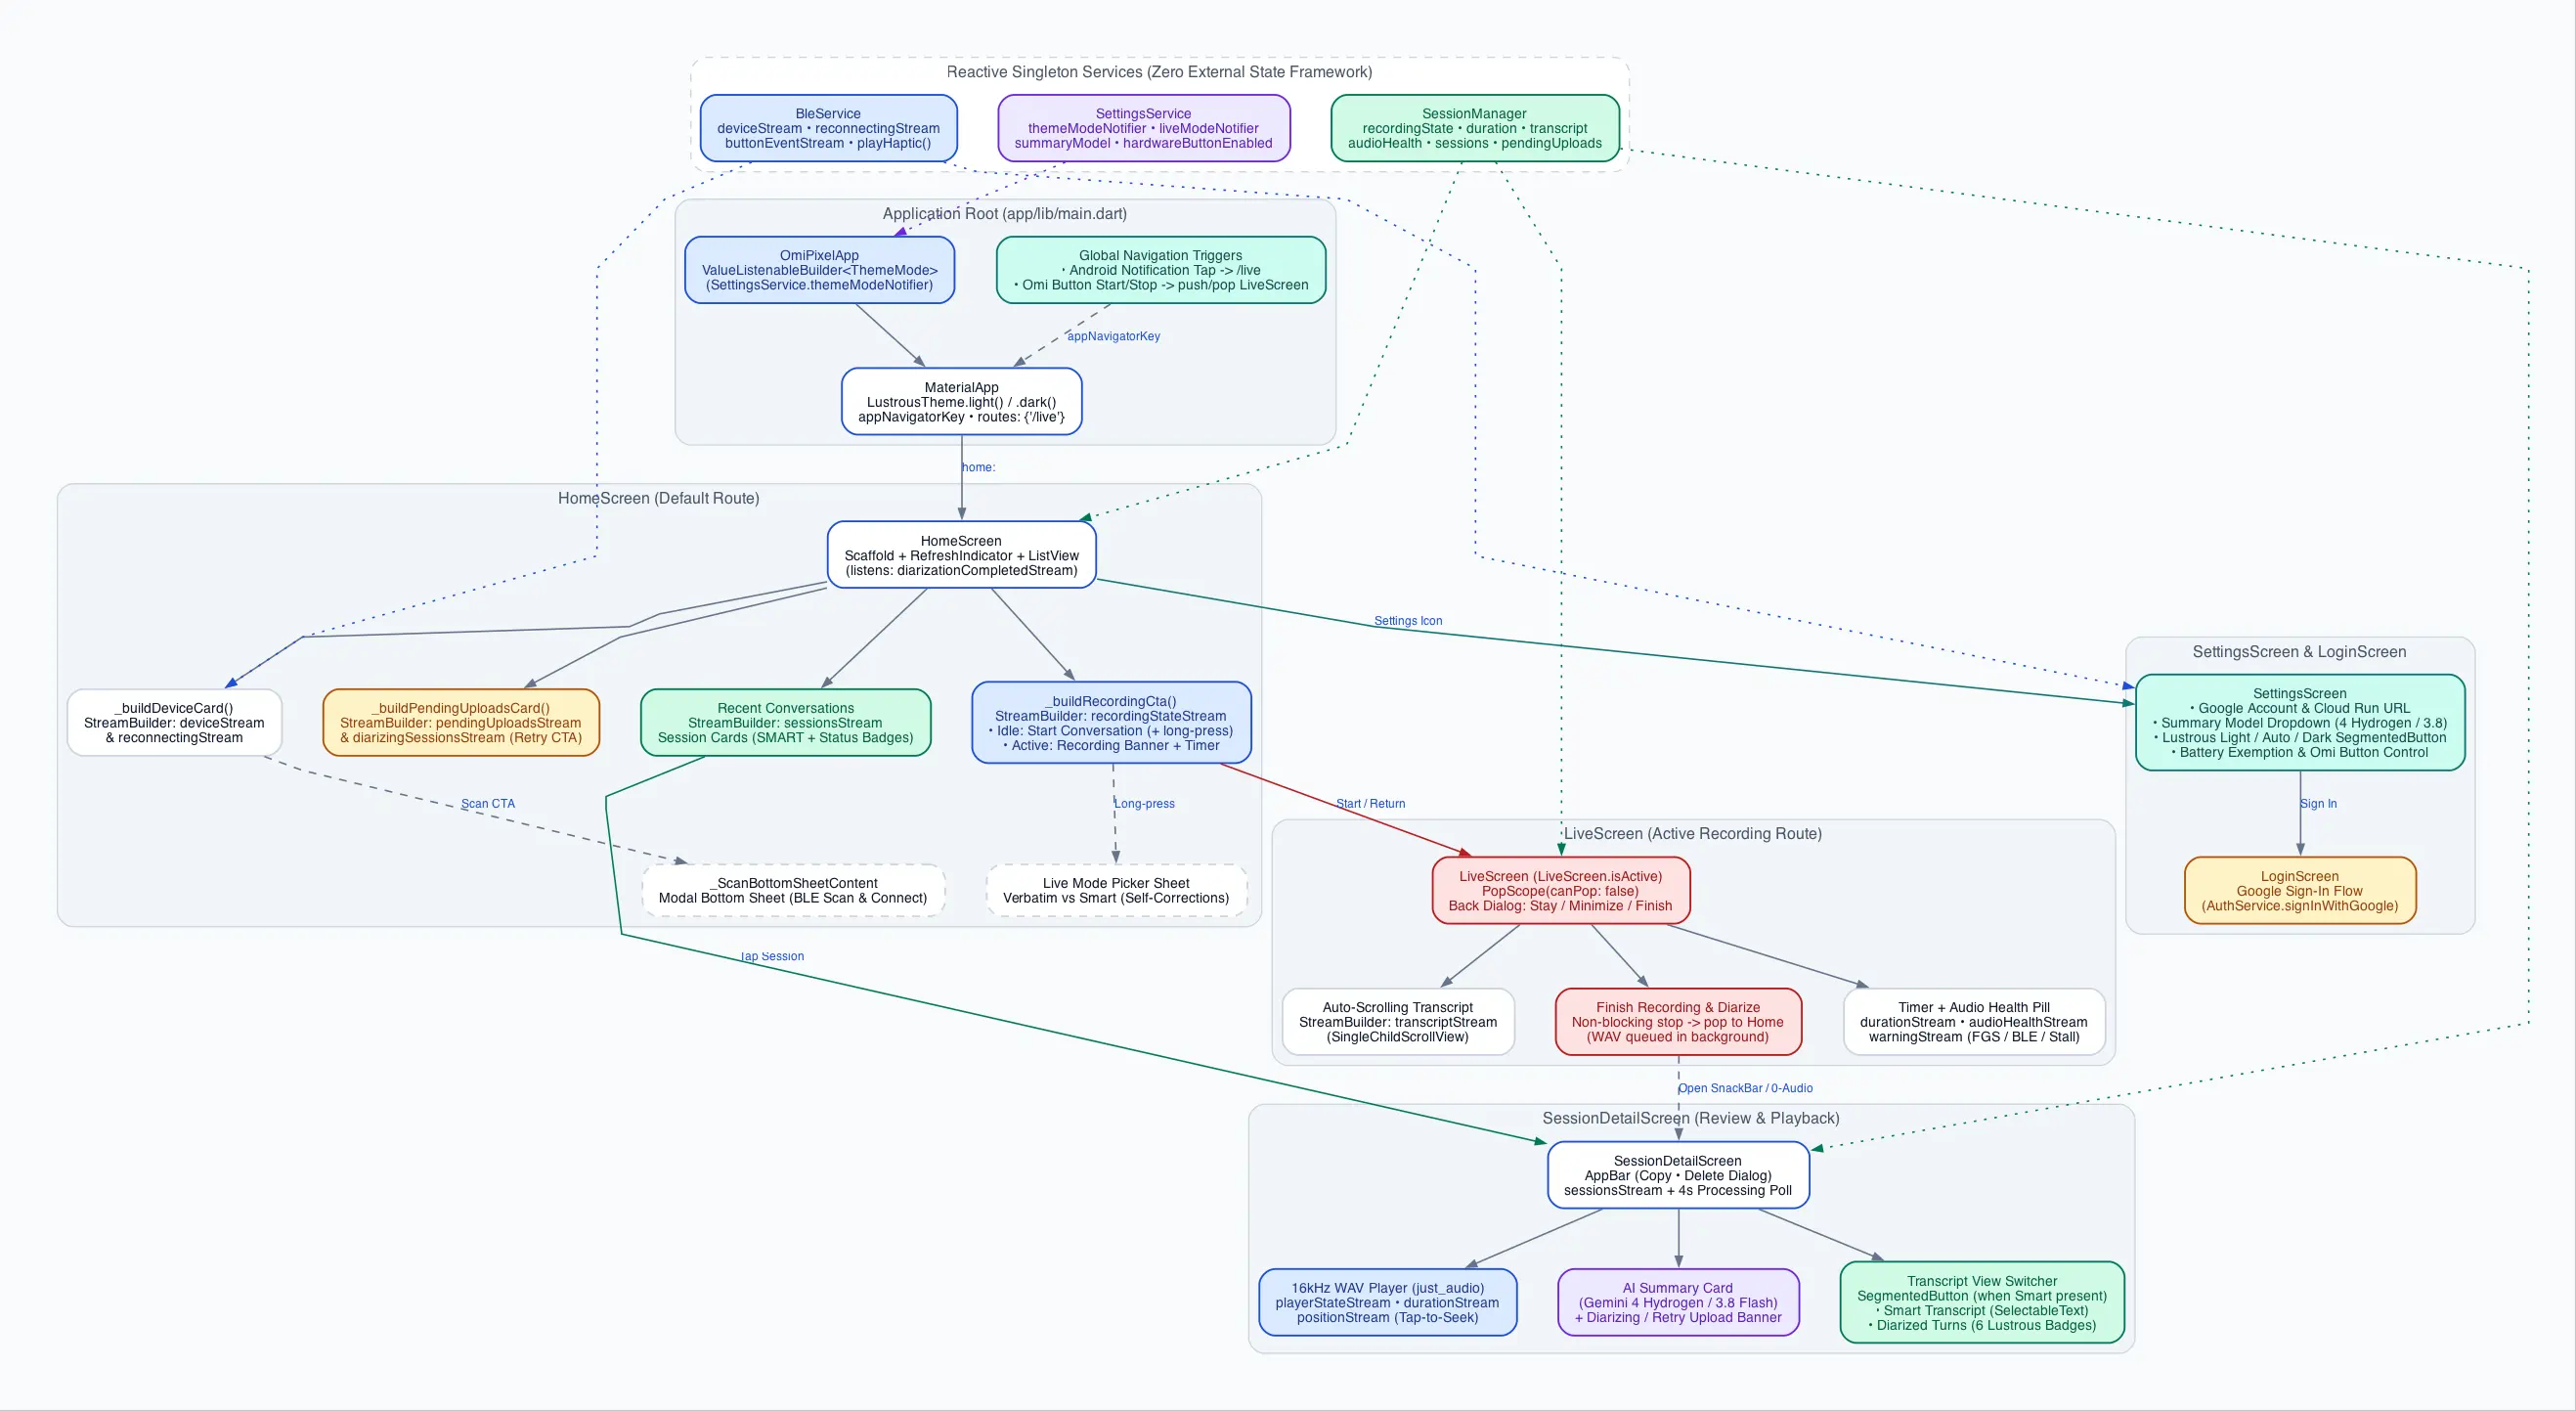 Reactive Singleton Services (Zero External State Framework)
BleService
deviceStream • reconnectingStream
buttonEventStream • playHaptic()
SettingsService
themeModeNotifier • liveModeNotifier
summaryModel • hardwareButtonEnabled
SessionManager
recordingState • duration • transcript
audioHealth • sessions • pendingUploads
Application Root (app/lib/main.dart)
OmiPixelApp
ValueListenableBuilder<ThemeMode>
(SettingsService.themeModeNotifier)
Global Navigation Triggers
• Android Notification Tap -> /live
• Omi Button Start/Stop -> push/pop LiveScreen
appNavigatorKey
MaterialApp
LustrousTheme.light() / .dark()
appNavigatorKey • routes: {'/live'}
home:
HomeScreen (Default Route)
HomeScreen
Scaffold + RefreshIndicator + ListView
(listens: diarizationCompletedStream)
Settings Icon
_buildDeviceCard()
StreamBuilder: deviceStream
& reconnectingStream
_buildPendingUploadsCard()
StreamBuilder: pendingUploadsStream
& diarizingSessionsStream (Retry CTA)
Recent Conversations
StreamBuilder: sessionsStream
Session Cards (SMART + Status Badges)
_buildRecordingCta()
StreamBuilder: recordingStateStream
• Idle: Start Conversation (+ long-press)
• Active: Recording Banner + Timer
Scan CTA
Long-press
Start / Return
_ScanBottomSheetContent
Modal Bottom Sheet (BLE Scan & Connect)
Live Mode Picker Sheet
Verbatim vs Smart (Self-Corrections)
Tap Session
SettingsScreen & LoginScreen
SettingsScreen
• Google Account & Cloud Run URL
• Summary Model Dropdown (4 Hydrogen / 3.8)
• Lustrous Light / Auto / Dark SegmentedButton
• Battery Exemption & Omi Button Control
Sign In
LoginScreen
Google Sign-In Flow
(AuthService.signInWithGoogle)
LiveScreen (Active Recording Route)
LiveScreen (LiveScreen.isActive)
PopScope(canPop: false)
Back Dialog: Stay / Minimize / Finish
Auto-Scrolling Transcript
StreamBuilder: transcriptStream
(SingleChildScrollView)
Finish Recording & Diarize
Non-blocking stop -> pop to Home
(WAV queued in background)
Timer + Audio Health Pill
durationStream • audioHealthStream
warningStream (FGS / BLE / Stall)
Open SnackBar / 0-Audio
SessionDetailScreen (Review & Playback)
SessionDetailScreen
AppBar (Copy • Delete Dialog)
sessionsStream + 4s Processing Poll
16kHz WAV Player (just_audio)
playerStateStream • durationStream
positionStream (Tap-to-Seek)
AI Summary Card
(Gemini 4 Hydrogen / 3.8 Flash)
+ Diarizing / Retry Upload Banner
Transcript View Switcher
SegmentedButton (when Smart present)
• Smart Transcript (SelectableText)
• Diarized Turns (6 Lustrous Badges)